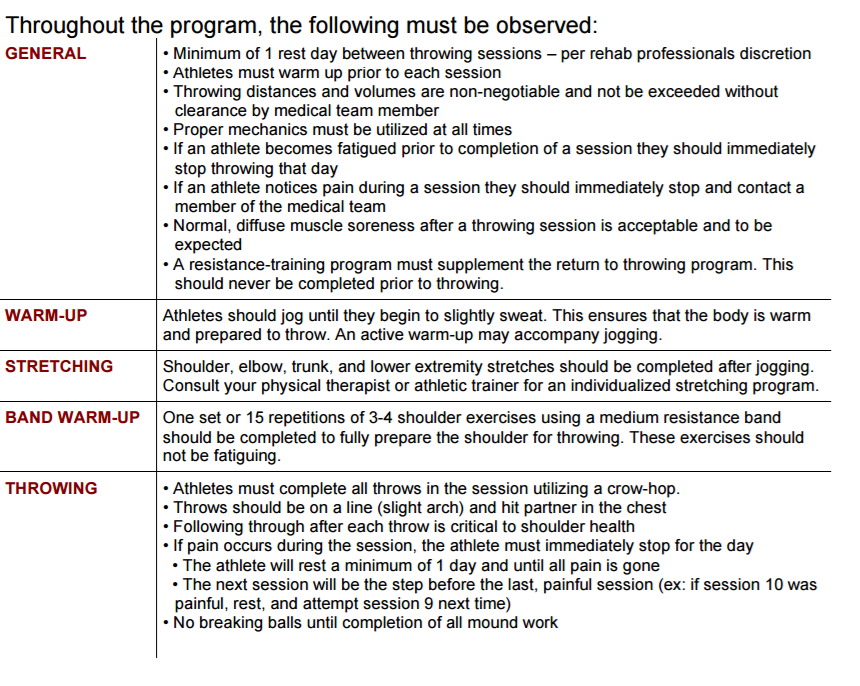 Throughout the program, the following must be observed:
GENERAL
• Minimum of 1 rest day between throwing sessions – per rehab professionals discretion
• Athletes must warm up prior to each session
• Throwing distances and volumes are non-negotiable and not be exceeded without
clearance by medical team member
• Proper mechanics must be utilized at all times
• If an athlete becomes fatigued prior to completion of a session they should immediately
stop throwing that day
• If an athlete notices pain during a session they should immediately stop and contact a
member of the medical team
• Normal, diffuse muscle soreness after a throwing session is acceptable and to be
expected
• A resistance-training program must supplement the return to throwing program. This
should never be completed prior to throwing.
WARM-UP
Athletes should jog until they begin to slightly sweat. This ensures that the body is warm
and prepared to throw. An active warm-up may accompany jogging.
STRETCHING
Shoulder, elbow, trunk, and lower extremity stretches should be completed after jogging.
Consult your physical therapist or athletic trainer for an individualized stretching program.
BAND WARM-UP
One set or 15 repetitions of 3-4 shoulder exercises using a medium resistance band
should be completed to fully prepare the shoulder for throwing. These exercises should
not be fatiguing.
THROWING
• Athletes must complete all throws in the session utilizing a crow-hop.
• Throws should be on a line (slight arch) and hit partner in the chest
• Following through after each throw is critical to shoulder health
• If pain occurs during the session, the athlete must immediately stop for the day
• The athlete will rest a minimum of 1 day and until all pain is gone
• The next session will be the step before the last, painful session (ex: if session 10 was
painful, rest, and attempt session 9 next time)
• No breaking balls until completion of all mound work